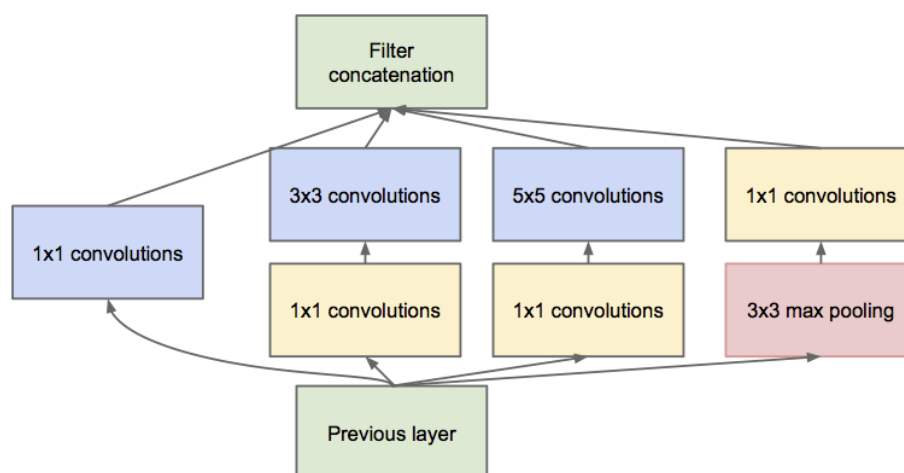 Filter
concatenation
3x3 convolutions
5x5 convolutions
1x1 convolutions
1x1 convolutions
1x1 convolutions
1x1 convolutions
3x3 max pooling
Previous layer